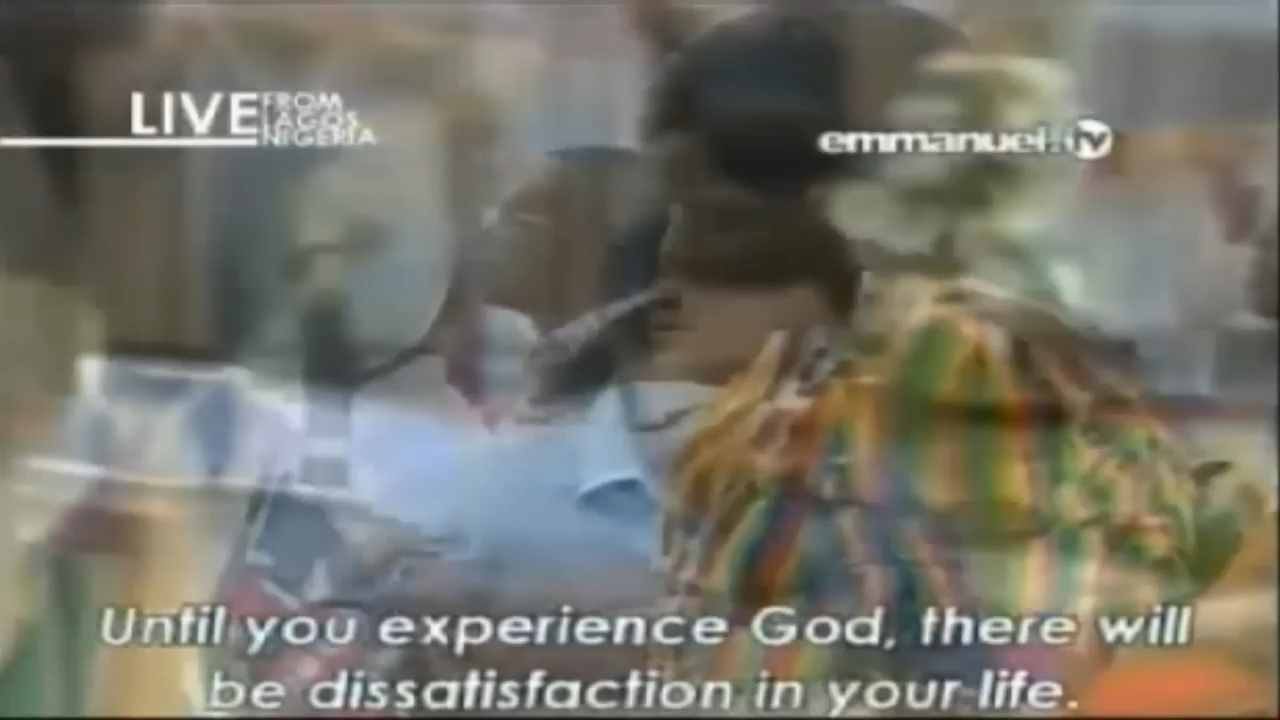 LIVE FROM
LAGOS
NIGERIA
emmanuel.tv
Until you experience God, there will
be dissatisfaction in your life.